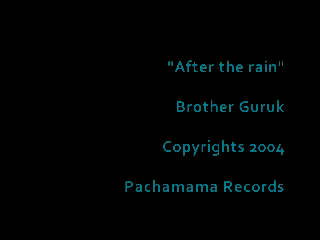 "After the rain"
Brother Guruk
Copyrights 2004
Pachamama Records